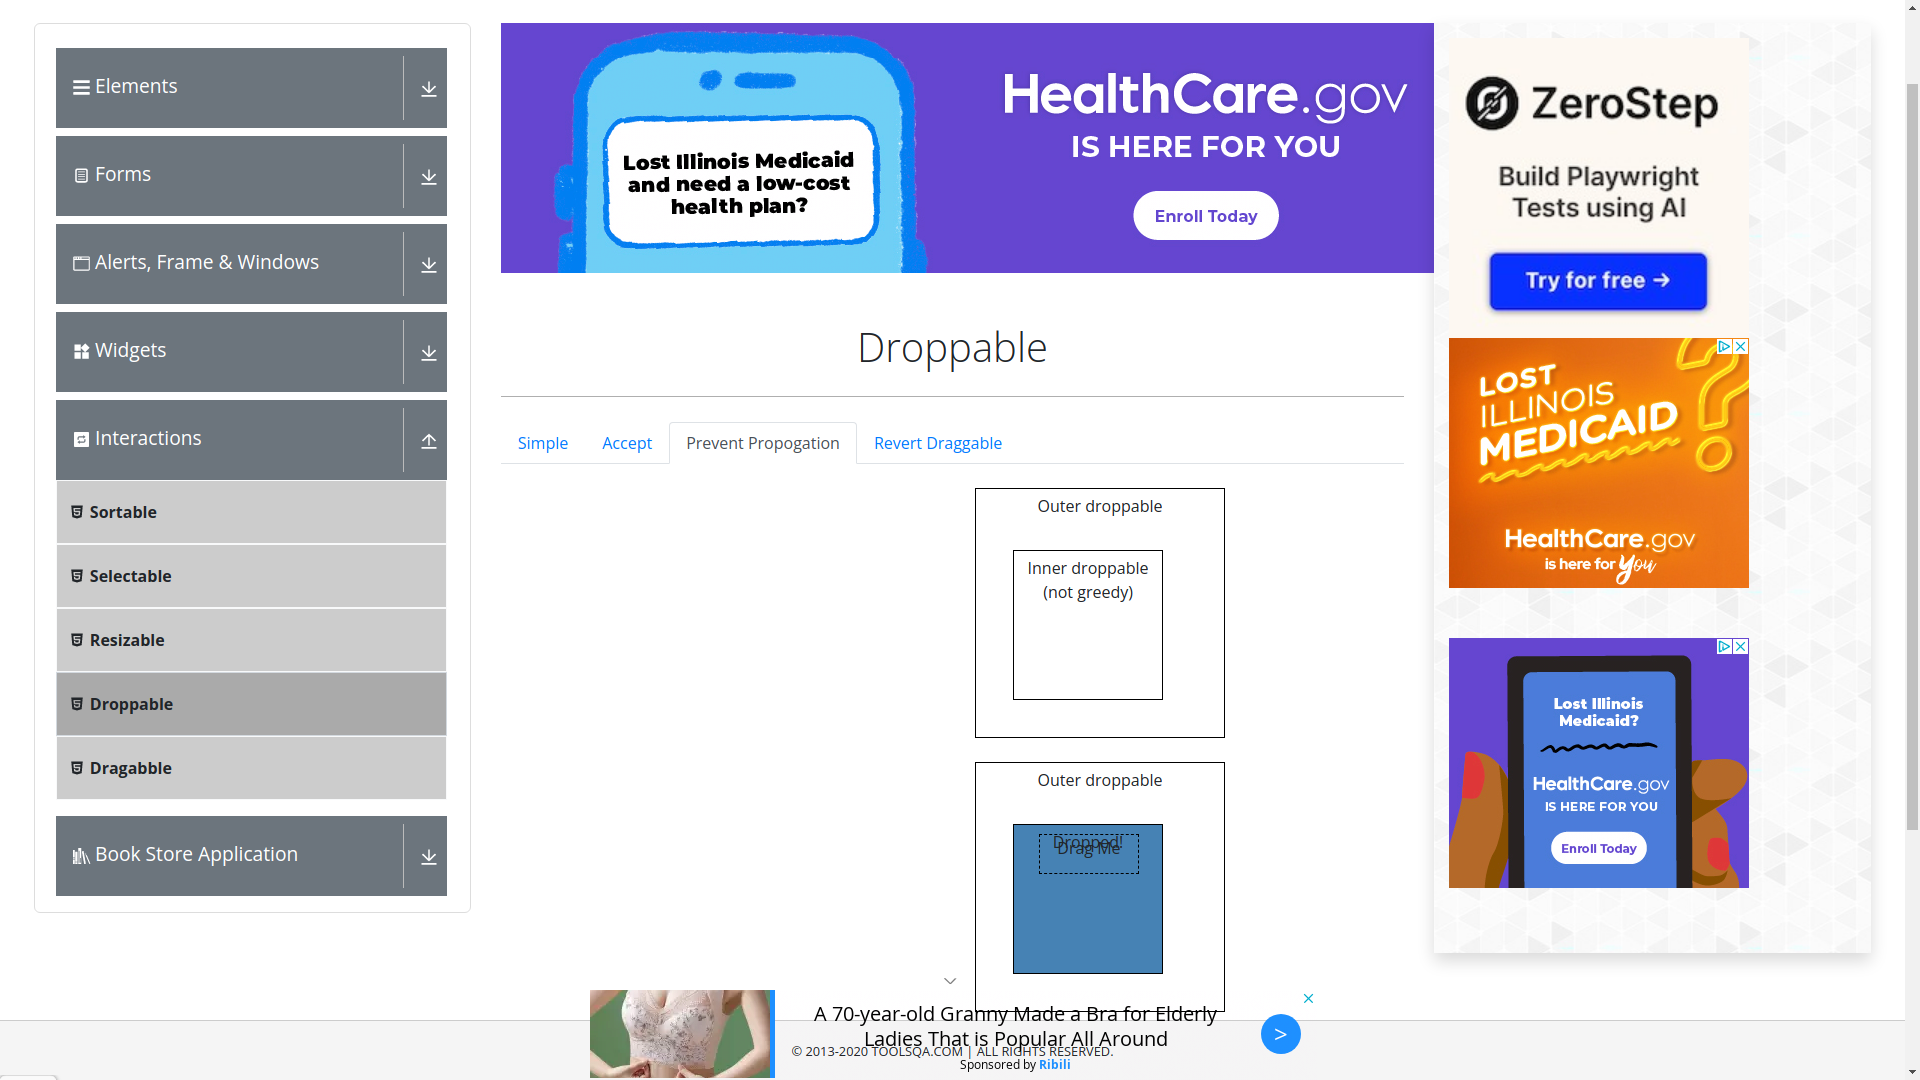 Elements
Forms
Alerts, Frame & Windows
Widgets
Interactions
Sortable
Selectable
Resizable
Droppable
Dragabble
Book Store Application
Lost Illinois Medicaid
and need a low-cost
health plan?
HealthCare.gov
IS HERE FOR YOU
Enroll Today
Droppable
Simple
Accept
Prevent Propogation
Revert Draggable
Outer droppable
Inner droppable
(not greedy)
Outer droppable
Dropped!
Drag Me
ZeroStep
Build Playwright
Tests using AI
Try for free →
LOST
ILLINOIS
MEDICAID
?
HealthCare.gov
is here for You
Lost Illinois
Medicaid?
HealthCare.gov
IS HERE FOR YOU
Enroll Today
A 70-year-old Granny Made a Bra for Elderly
Ladies That is Popular All Around
>
© 2013-2020 TOOLSQA.COM | ALL RIGHTS RESERVED.
Sponsored by Ribili